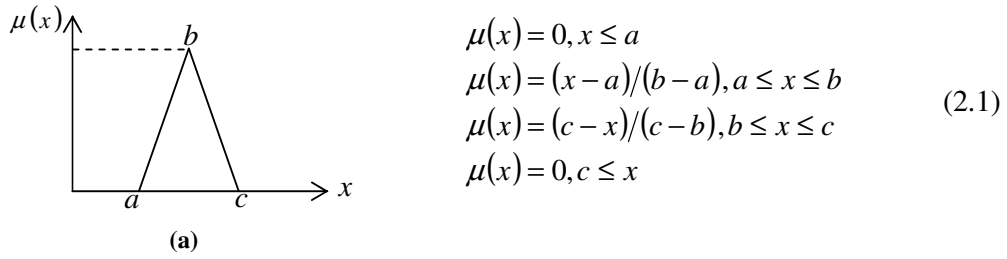 μ(x)
b
a
c
x
(a)
μ(x) = 0, x ≤ a
μ(x) = (x − a)/(b − a), a ≤ x ≤ b
μ(x) = (c − x)/(c − b), b ≤ x ≤ c
μ(x) = 0, c ≤ x
(2.1)